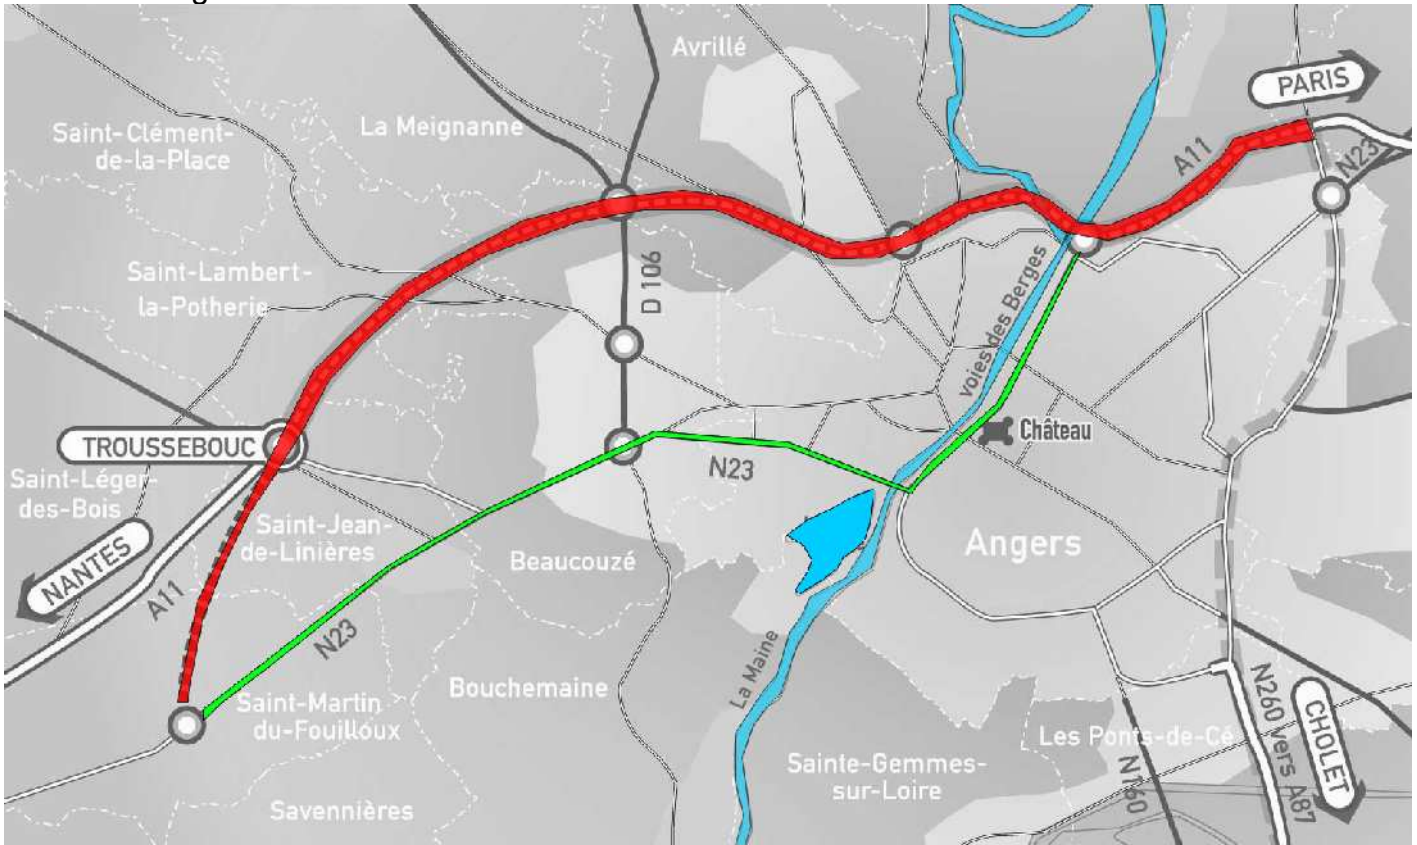 Avrillé
PARIS
La Meignanne
Saint-Clément-
de-la-Place
A11
N23
Saint-Lambert-
la-Potherie
D 106
voies des Berges
TROUSSEBOUC
Château
N23
Saint-Léger-
des-Bois
Saint-Jean-
de-Linières
Angers
Beaucouzé
NANTES
A11
N23
La Maine
Bouchemaine
Saint-Martin
du-Fouilloux
N260 vers A87
CHOLET
Les Ponts-de-Cé
N160
Sainte-Gemmes-
sur-Loire
Savennières